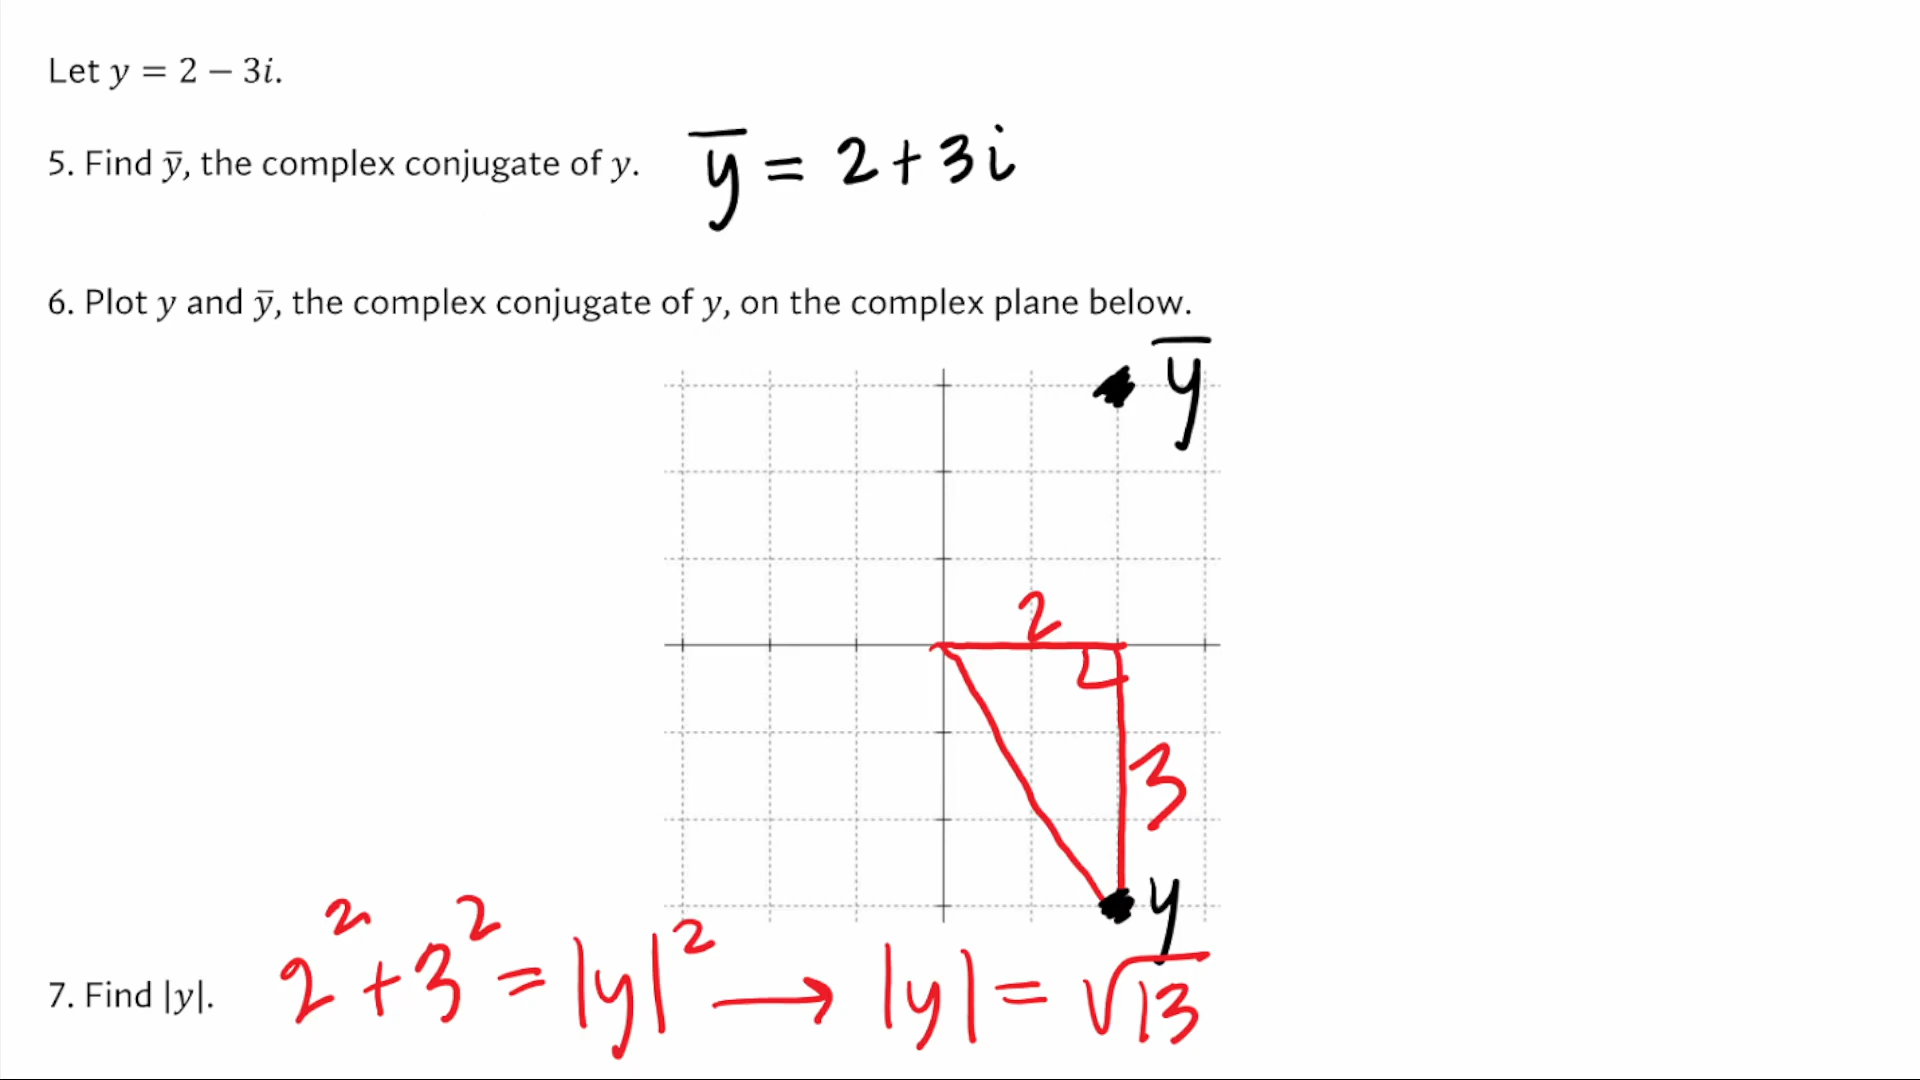 Let y = 2 − 3i.
5. Find ȳ, the complex conjugate of y. ȳ = 2 + 3i
6. Plot y and ȳ, the complex conjugate of y, on the complex plane below.
ȳ
2
3
y
7. Find |y|. 2² + 3² = |y|² → |y| = √13